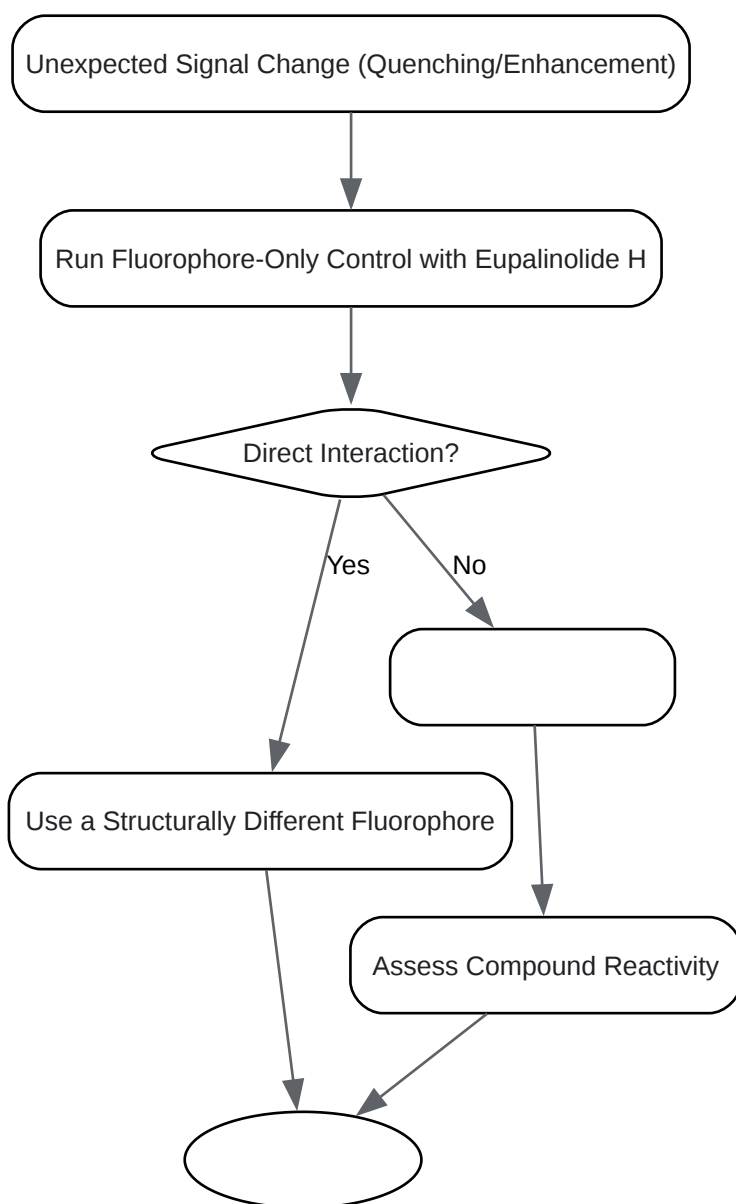 Unexpected Signal Change (Quenching/Enhancement)
Run Fluorophore-Only Control with Eupalinolide H
Direct Interaction?
Yes
No
Use a Structurally Different Fluorophore
Assess Compound Reactivity